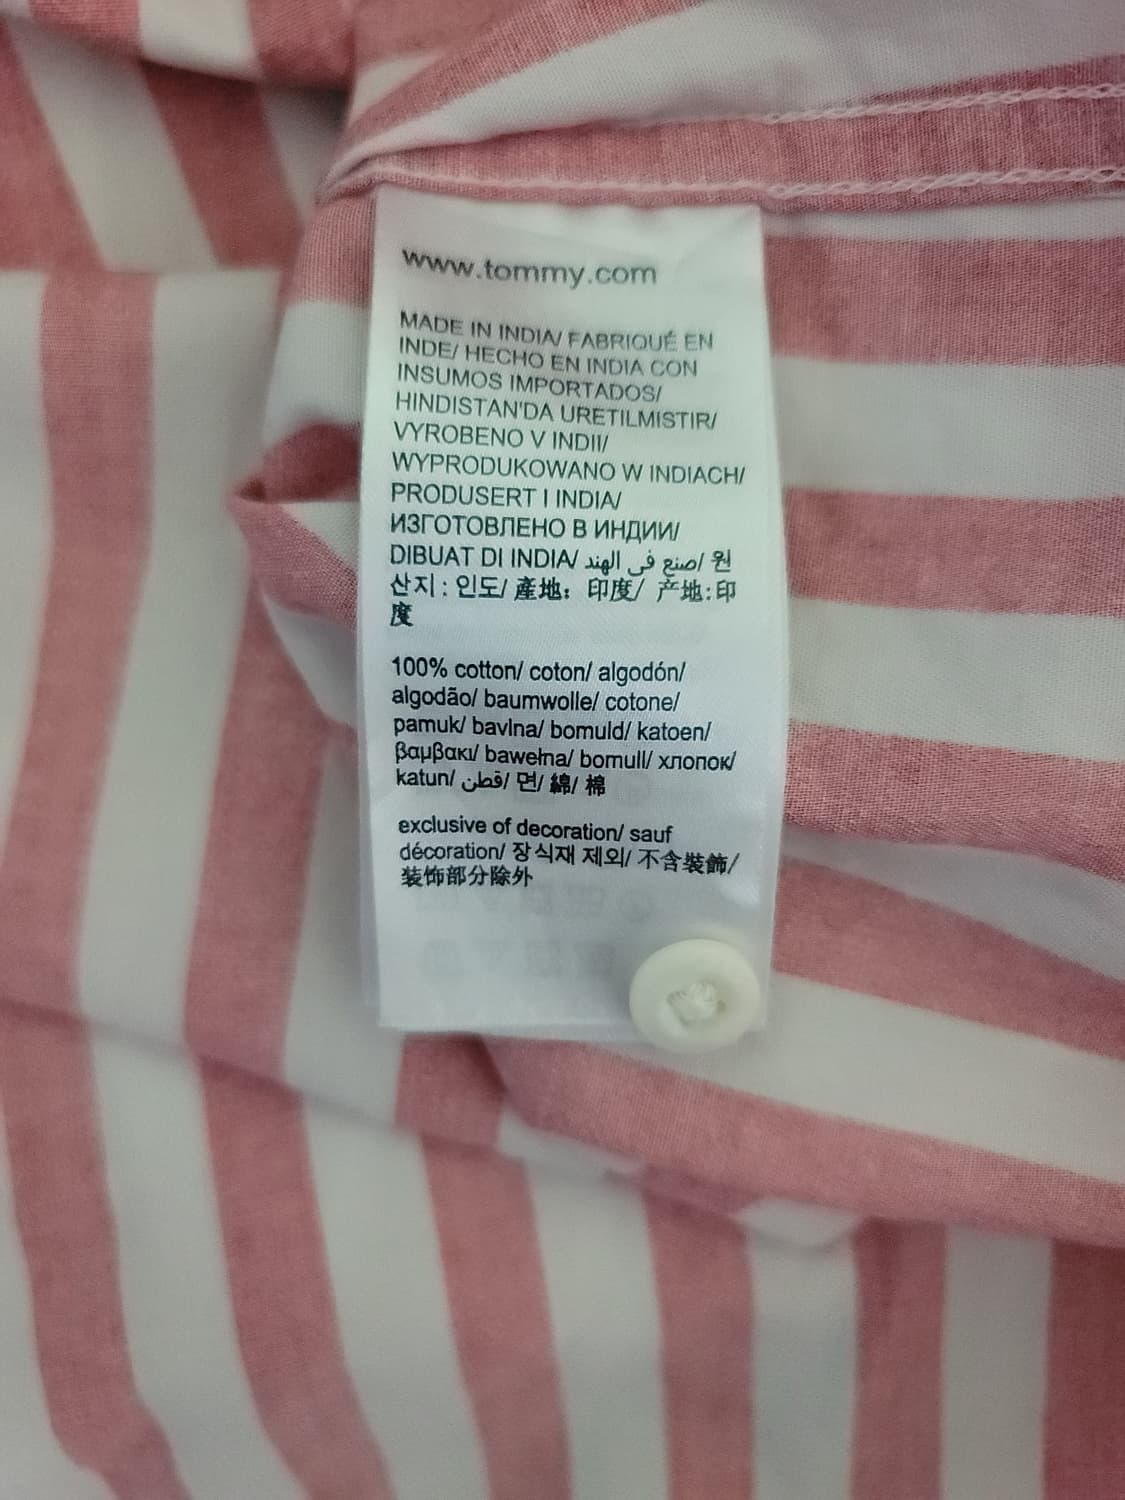 www.tommy.com
MADE IN INDIA/ FABRIQUÉ EN
INDE/ HECHO EN INDIA CON
INSUMOS IMPORTADOS/
HINDISTAN'DA URETILMISTIR/
VYROBENO V INDII/
WYPRODUKOWANO W INDIACH/
PRODUSERT I INDIA/
ИЗГОТОВЛЕНО В ИНДИИ/
DIBUAT DI INDIA/ صنع في الهند/ 원
산지 : 인도/ 產地： 印度/ 产地:印
度
100% cotton/ coton/ algodón/
algodão/ baumwolle/ cotone/
pamuk/ bavlna/ bomuld/ katoen/
βαμβακι/ bawełna/ bomull/ хлопок/
katun/ قطن/ 면/ 綿/ 棉
exclusive of decoration/ sauf
décoration/ 장식재 제외/ 不含裝飾/
装饰部分除外